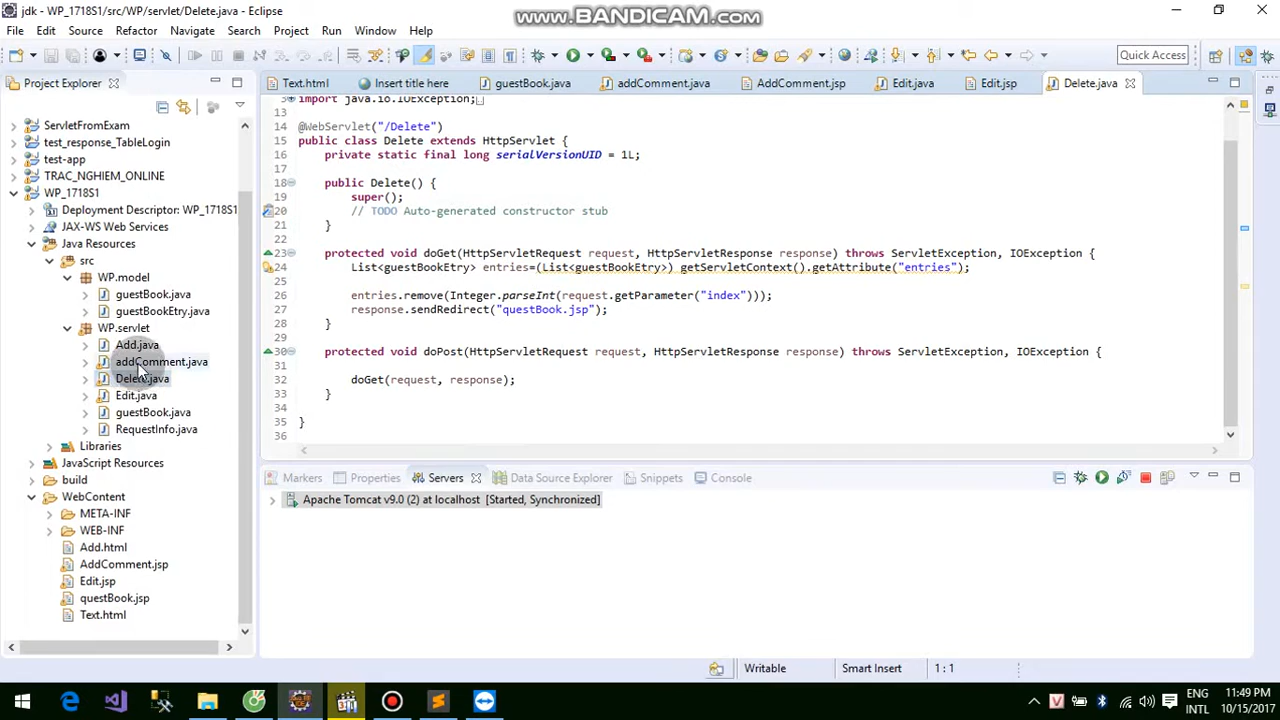 jdk - WP_1718S1/src/WP/servlet/Delete.java - Eclipse
www.BANDICAM.com
File Edit Source Refactor Navigate Search Project Run Window Help
Quick Access
Project Explorer
Text.html Insert title here guestBook.java addComment.java AddComment.jsp Edit.java Edit.jsp Delete.java
ServletFromExam
test_response_TableLogin
test-app
TRAC_NGHIEM_ONLINE
WP_1718S1
Deployment Descriptor: WP_1718S1
JAX-WS Web Services
Java Resources
src
WP.model
guestBook.java
guestBookEtry.java
WP.servlet
Add.java
addComment.java
Delete.java
Edit.java
guestBook.java
RequestInfo.java
Libraries
JavaScript Resources
build
WebContent
META-INF
WEB-INF
Add.html
AddComment.jsp
Edit.jsp
questBook.jsp
Text.html
3 import java.io.IOException;
13
14 @WebServlet("/Delete")
15 public class Delete extends HttpServlet {
16 private static final long serialVersionUID = 1L;
17
18 public Delete() {
19 super();
20 // TODO Auto-generated constructor stub
21 }
22
23 protected void doGet(HttpServletRequest request, HttpServletResponse response) throws ServletException, IOException {
24 List<guestBookEtry> entries=(List<guestBookEtry>) getServletContext().getAttribute("entries");
25
26 entries.remove(Integer.parseInt(request.getParameter("index")));
27 response.sendRedirect("questBook.jsp");
28 }
29
30 protected void doPost(HttpServletRequest request, HttpServletResponse response) throws ServletException, IOException {
31
32 doGet(request, response);
33 }
34
35 }
36
Markers Properties Servers Data Source Explorer Snippets Console
Apache Tomcat v9.0 (2) at localhost [Started, Synchronized]
Writable Smart Insert 1 : 1
ENG 11:49 PM
INTL 10/15/2017